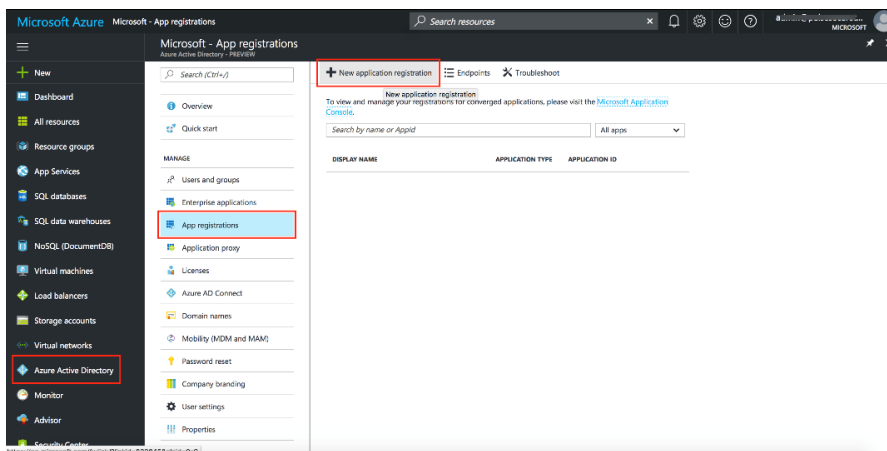 Microsoft Azure Microsoft - App registrations
Search resources
MICROSOFT
Microsoft - App registrations
Azure Active Directory - PREVIEW
New
Dashboard
All resources
Resource groups
App Services
SQL databases
SQL data warehouses
NoSQL (DocumentDB)
Virtual machines
Load balancers
Storage accounts
Virtual networks
Azure Active Directory
Monitor
Advisor
Security Center
Search (Ctrl+/)
Overview
Quick start
MANAGE
Users and groups
Enterprise applications
App registrations
Application proxy
Licenses
Azure AD Connect
Domain names
Mobility (MDM and MAM)
Password reset
Company branding
User settings
Properties
New application registration Endpoints Troubleshoot
New application registration
To view and manage your registrations for converged applications, please visit the Microsoft Application
Console.
Search by name or AppId
All apps
DISPLAY NAME APPLICATION TYPE APPLICATION ID